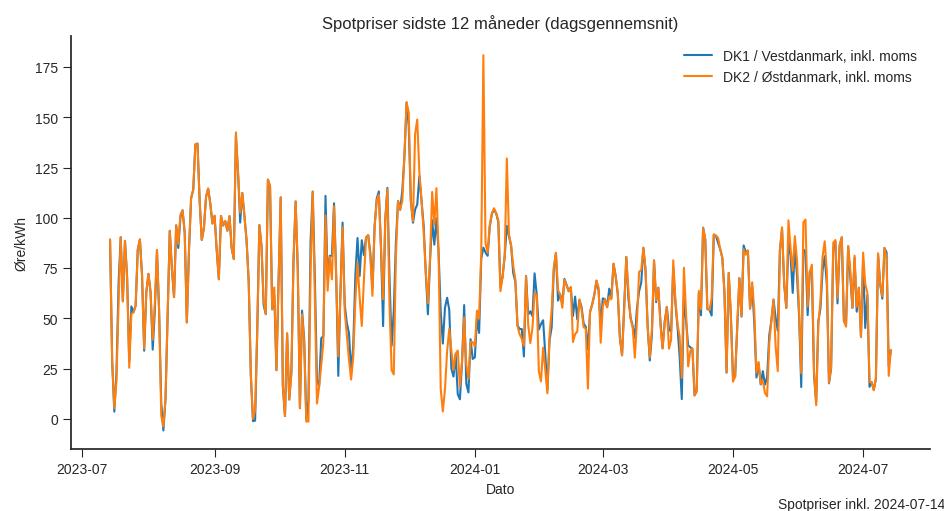 Spotpriser sidste 12 måneder (dagsgennemsnit)
DK1 / Vestdanmark, inkl. moms
DK2 / Østdanmark, inkl. moms
Øre/kWh
175
150
125
100
75
50
25
0
2023-07
2023-09
2023-11
2024-01
2024-03
2024-05
2024-07
Dato
Spotpriser inkl. 2024-07-14